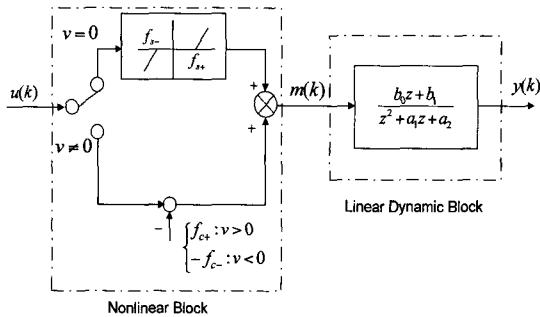 v=0
f_{s-}
f_{s+}
u(k)
+
m(k)
b_0z+b_1
z^2+a_1z+a_2
y(k)
v≠0
+
−
f_{c+} :v>0
-f_{c-} :v<0
Linear Dynamic Block
Nonlinear Block